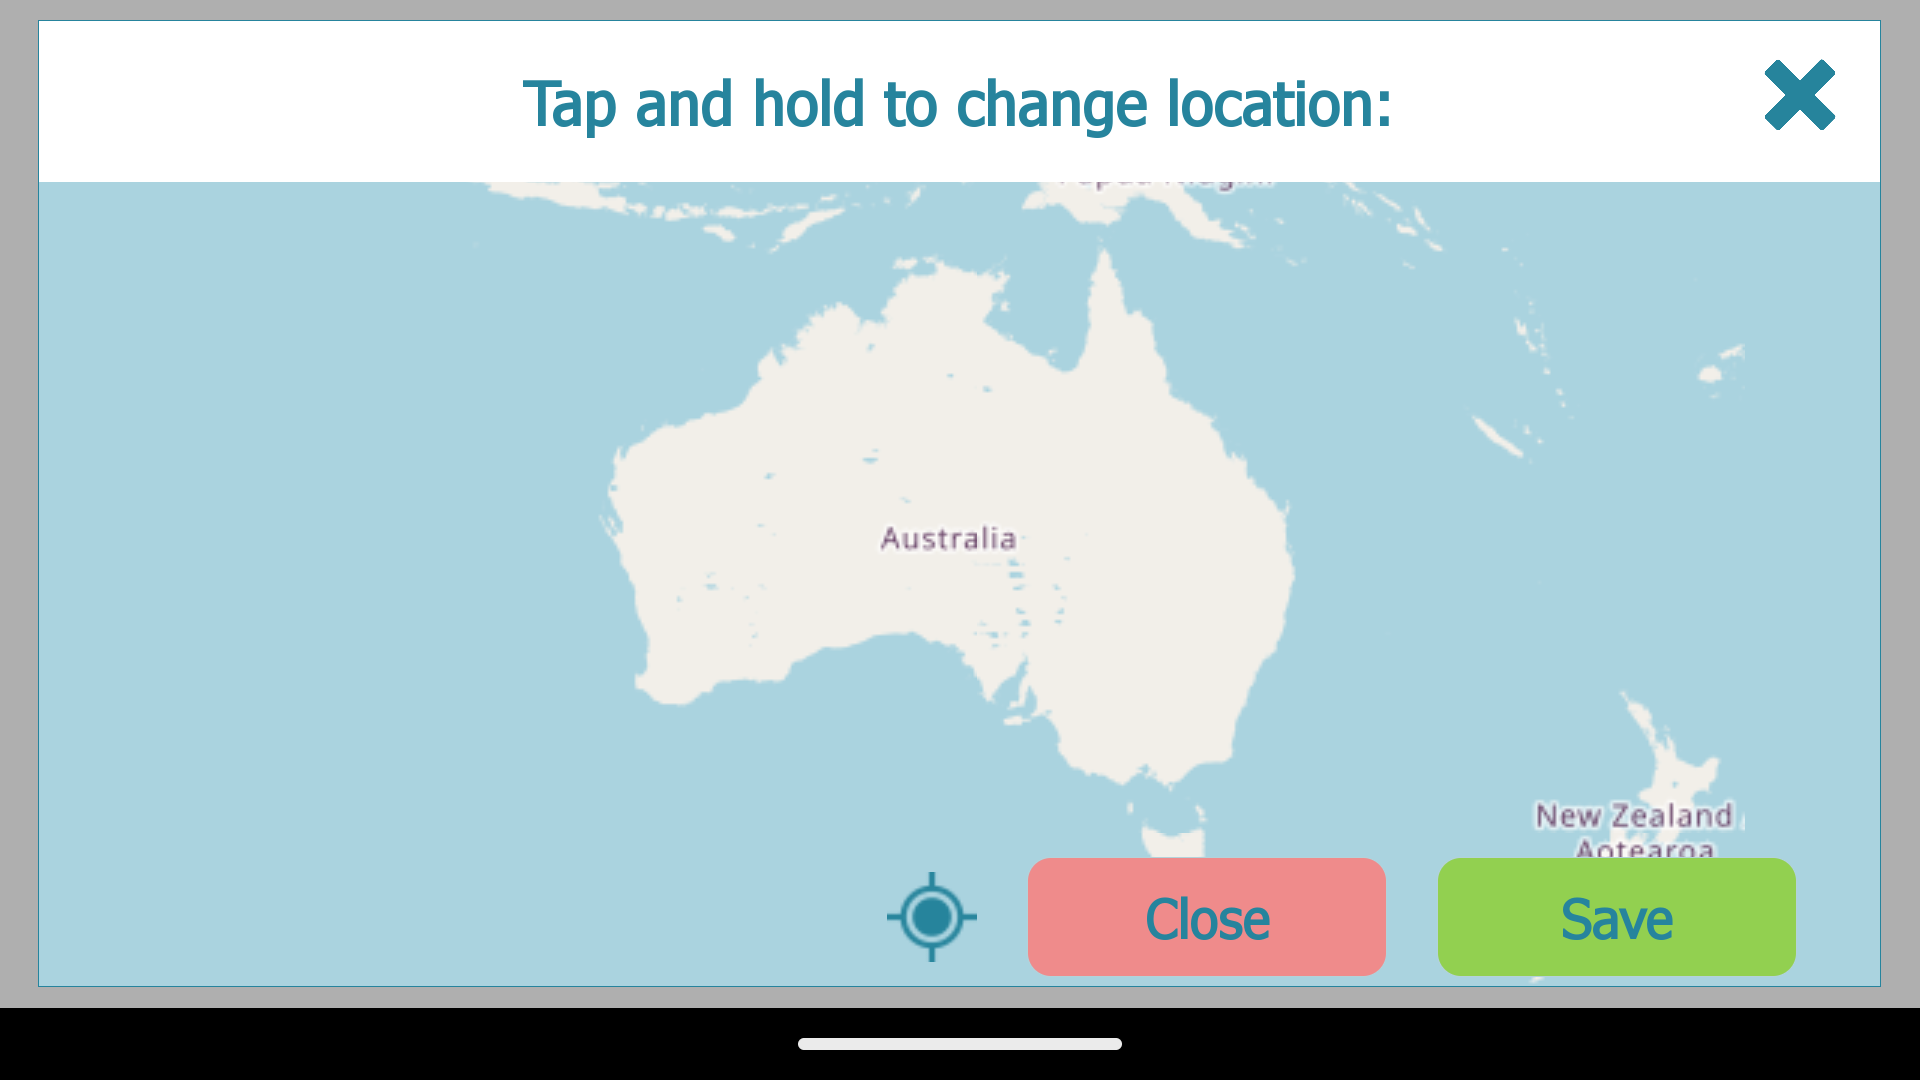 Tap and hold to change location:
Australia
New Zealand
Aotearoa
Close
Save